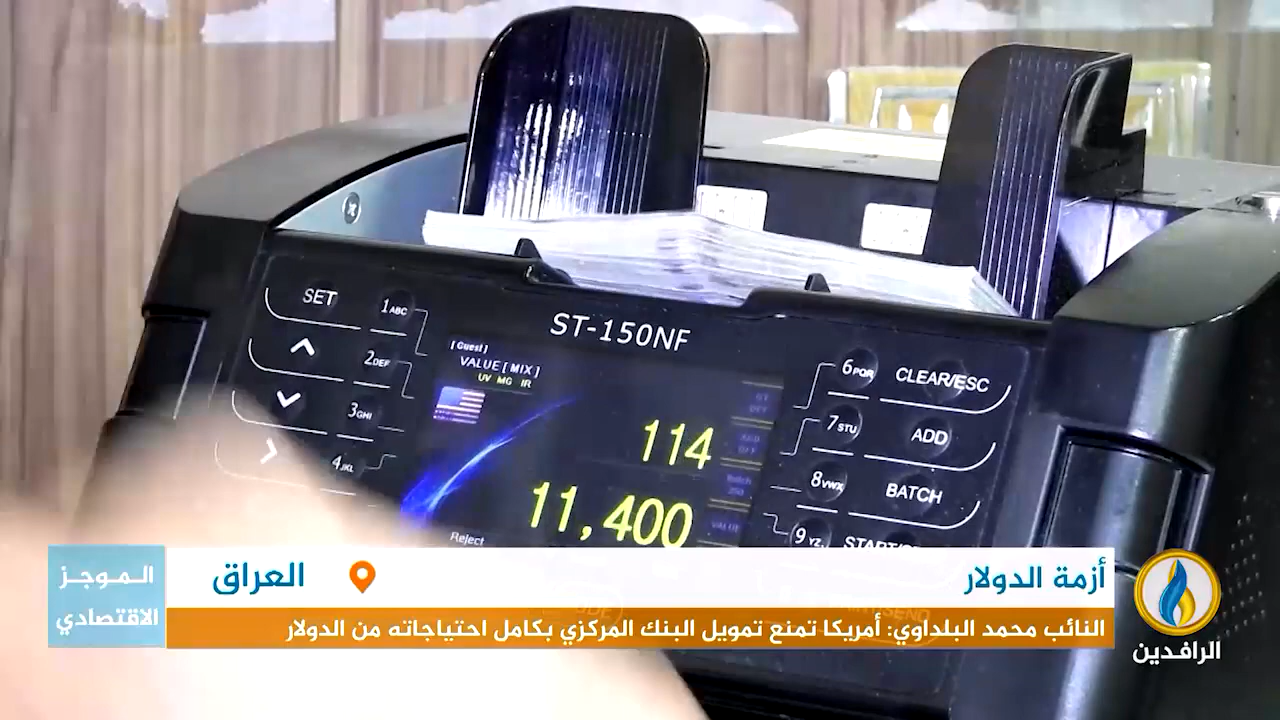 ST-150NF
SET
1ABC
2DEF
3GHI
4JKL
[ Guest ]
VALUE [ MIX ]
UV MG IR
114
11,400
Reject
VALUE
6PQR
CLEAR/ESC
7STU
ADD
8VWX
BATCH
9YZ
أزمة الدولار
العراق
الموجز
الاقتصادي
النائب محمد البلداوي: أمريكا تمنع تمويل البنك المركزي بكامل احتياجاته من الدولار
الرافدين